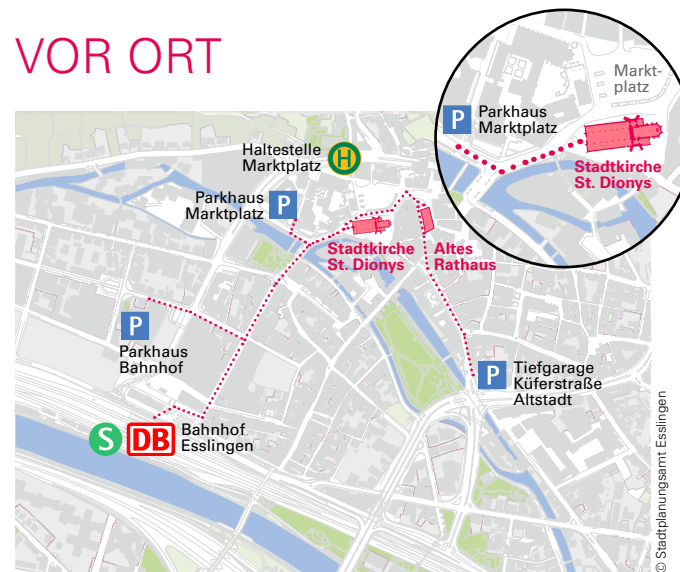 VOR ORT
Markt-
platz
P
Parkhaus
Marktplatz
Stadtkirche
St. Dionys
Haltestelle
Marktplatz
H
Parkhaus
Marktplatz
P
Stadtkirche
St. Dionys
Altes
Rathaus
P
Parkhaus
Bahnhof
P
Tiefgarage
Küferstraße
Altstadt
S
DB
Bahnhof
Esslingen
© Stadtplanungsamt Esslingen